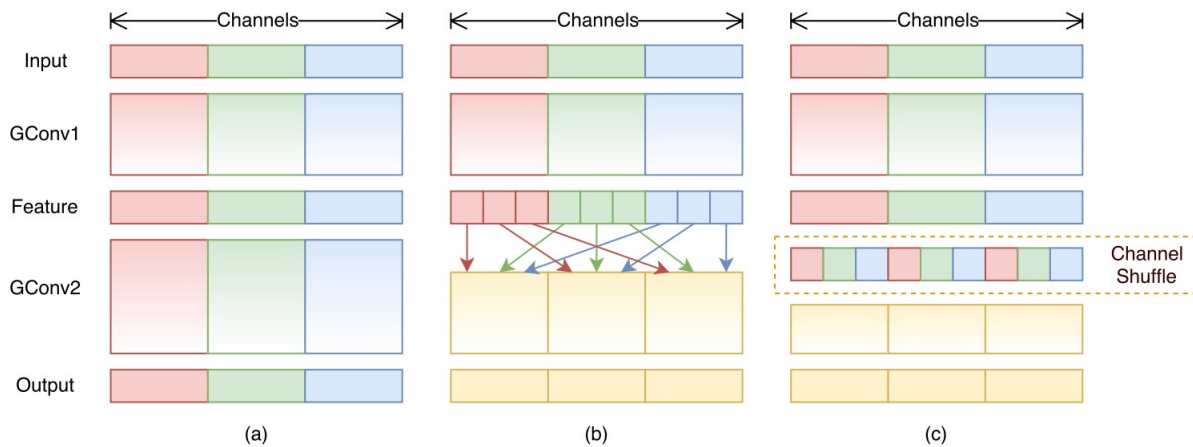 Channels
Channels
Channels
Input
GConv1
Feature
GConv2
Channel
Shuffle
Output
(a)
(b)
(c)